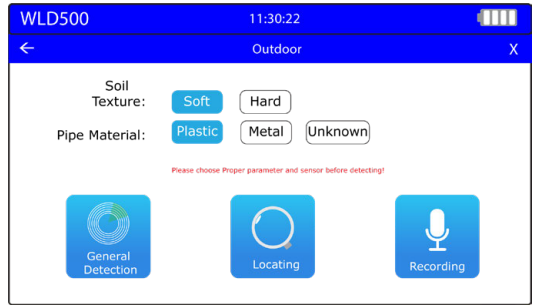 WLD500 11:30:22
← Outdoor X
Soil
Texture: Soft Hard
Pipe Material: Plastic Metal Unknown
Please choose Proper parameter and sensor before detecting!
General
Detection
Locating
Recording